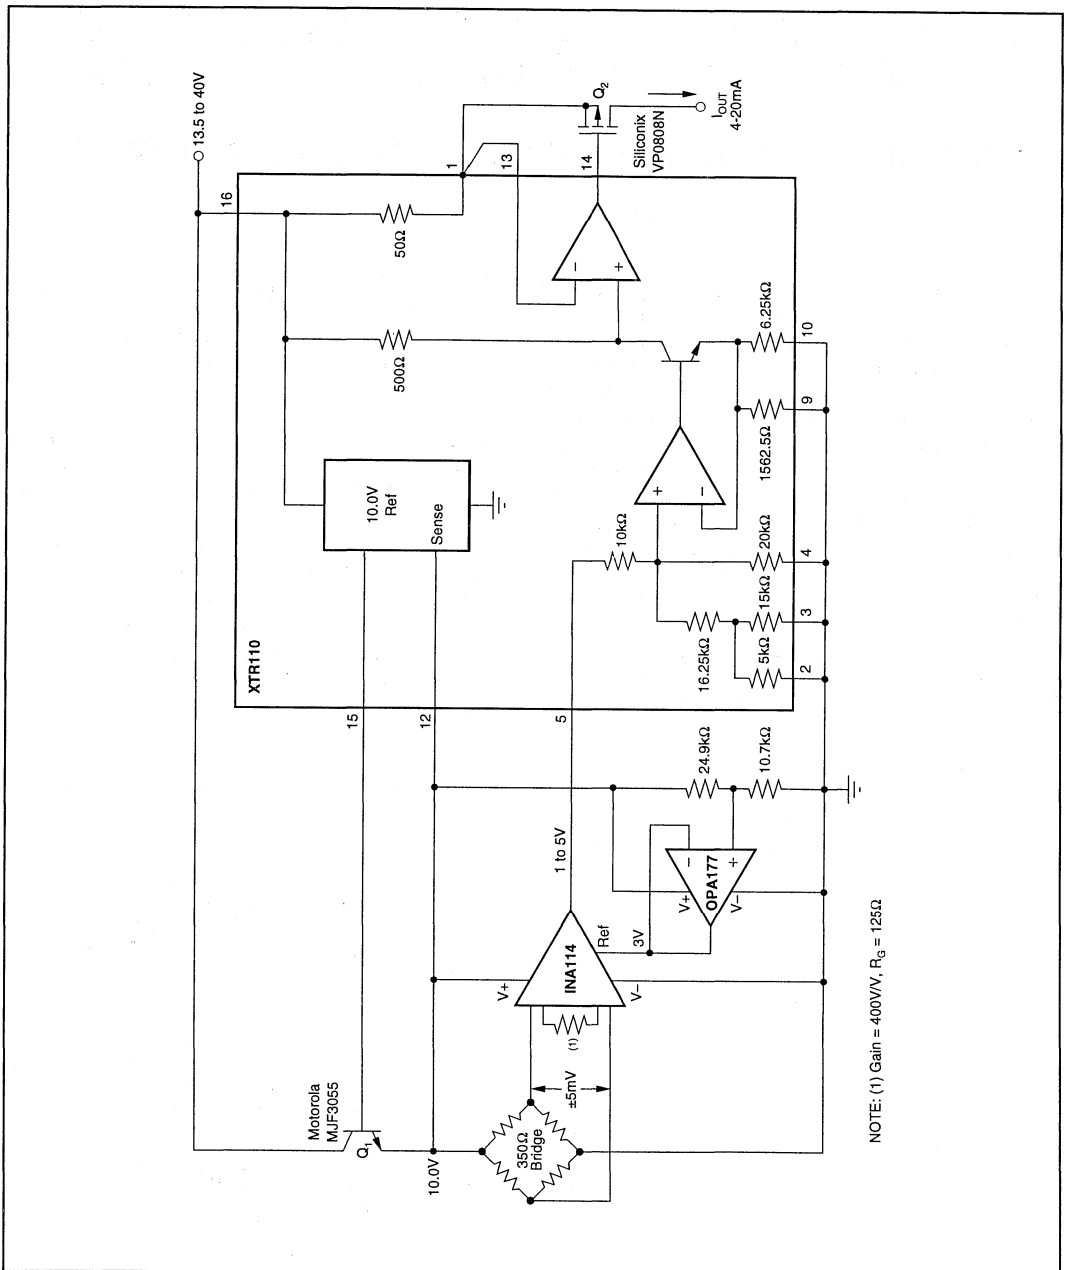 13.5 to 40V
16
1
13
14
Siliconix
VP0808N
Q2
IOUT
4-20mA
50Ω
500Ω
−
+
10.0V
Ref
Sense
XTR110
15
12
5
10kΩ
+
−
16.25kΩ
5kΩ
15kΩ
20kΩ
1562.5Ω
6.25kΩ
2
3
4
9
10
Motorola
MJF3055
Q1
10.0V
350Ω
Bridge
±5mV
(1)
INA114
V+
V−
Ref
1 to 5V
3V
OPA177
V+
V−
−
+
24.9kΩ
10.7kΩ
NOTE: (1) Gain = 400V/V, RG = 125Ω